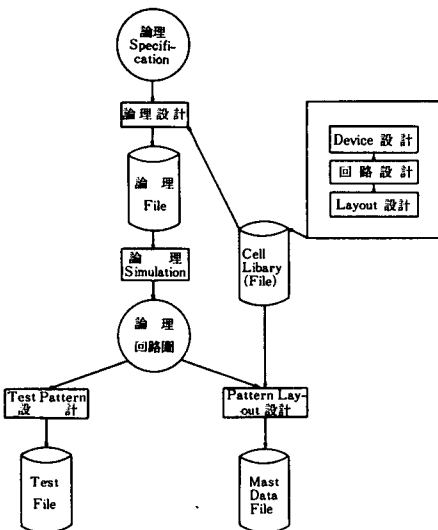 論理
Specifi-
cation
論理設計
論理
File
論理
Simulation
論理
回路圖
Device 設計
回路設計
Layout 設計
Cell
Libary
(File)
Test Pattern
設計
Pattern Lay-
out 設計
Test
File
Mast
Data
File